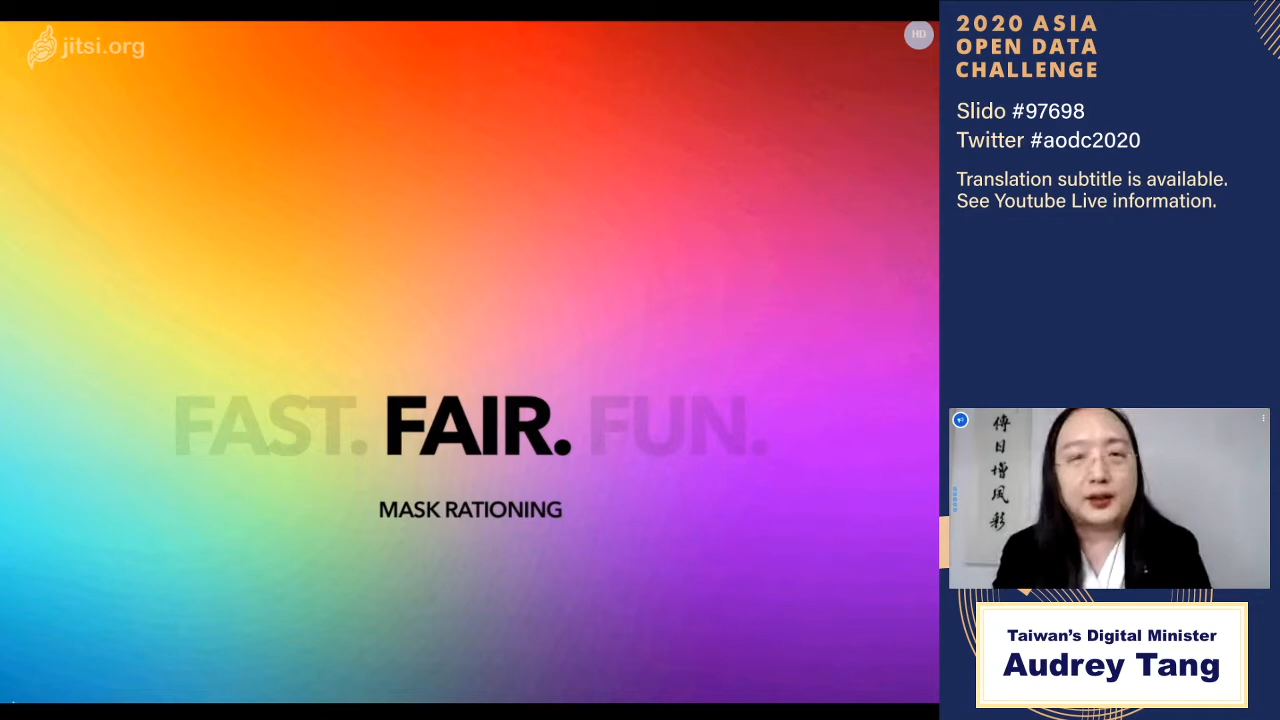 jitsi.org
HD
FAST. FAIR. FUN.
MASK RATIONING
2020 ASIA
OPEN DATA
CHALLENGE
Slido #97698
Twitter #aodc2020
Translation subtitle is available.
See Youtube Live information.
傳
日
增
風
彩
Taiwan's Digital Minister
Audrey Tang